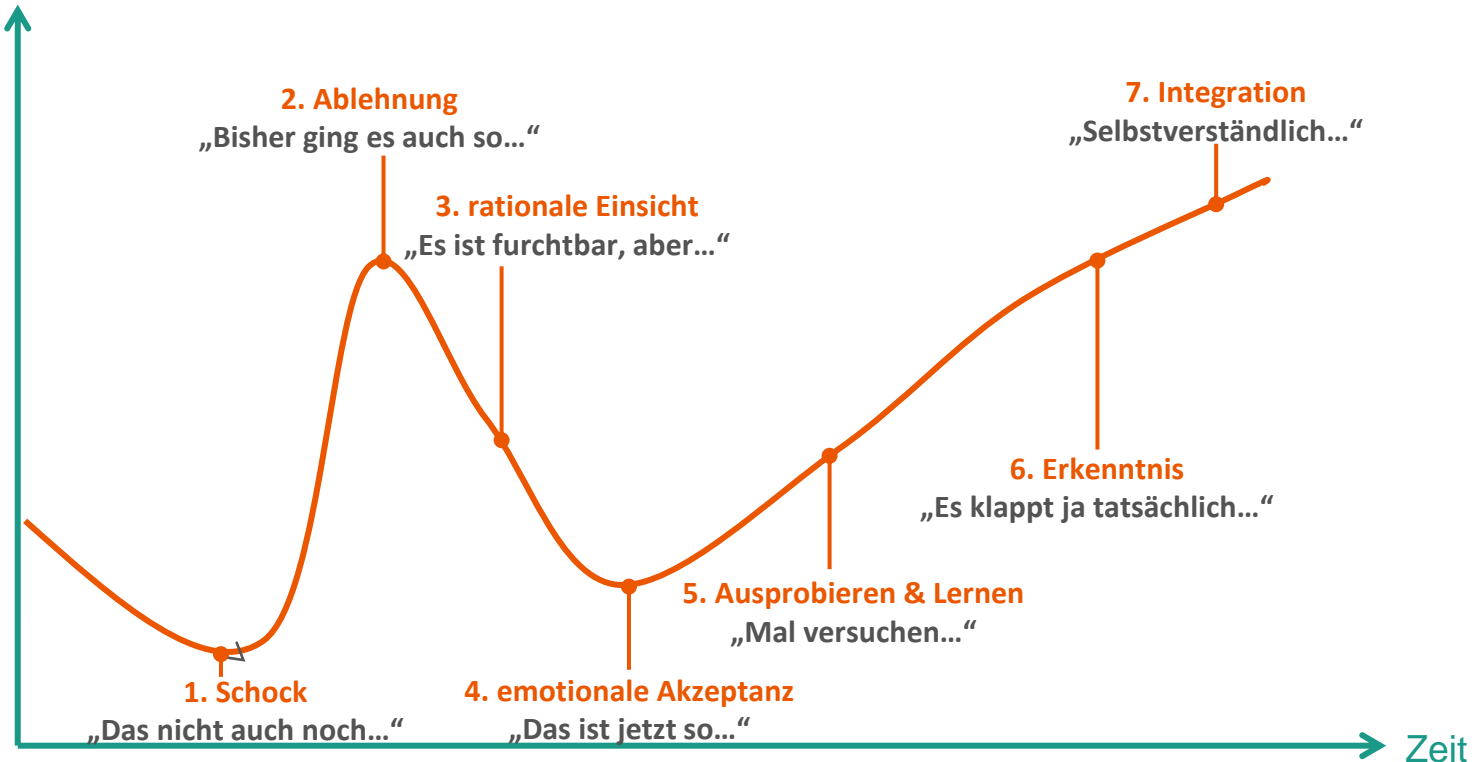 2. Ablehnung
„Bisher ging es auch so…“
7. Integration
„Selbstverständlich…“
3. rationale Einsicht
„Es ist furchtbar, aber…“
6. Erkenntnis
„Es klappt ja tatsächlich…“
5. Ausprobieren & Lernen
„Mal versuchen…“
1. Schock
„Das nicht auch noch…“
4. emotionale Akzeptanz
„Das ist jetzt so…“
Zeit